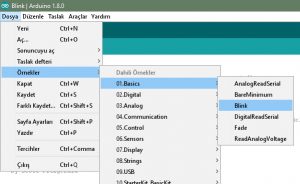 Blink | Arduino 1.8.0
Dosya Düzenle Taslak Araçlar Yardım
Yeni Ctrl+N
Aç... Ctrl+O
Sonuncuyu aç
Taslak defteri
Örnekler
Kapat Ctrl+W
Kaydet Ctrl+S
Farklı Kaydet... Ctrl+Shift+S
Sayfa Ayarları Ctrl+Shift+P
Yazdır Ctrl+P
Tercihler Ctrl+Comma
Çıkış Ctrl+Q
Dahili Örnekler
01.Basics
02.Digital
03.Analog
04.Communication
05.Control
06.Sensors
07.Display
08.Strings
09.USB
10.StarterKit_BasicKit
AnalogReadSerial
BareMinimum
Blink
DigitalReadSerial
Fade
ReadAnalogVoltage